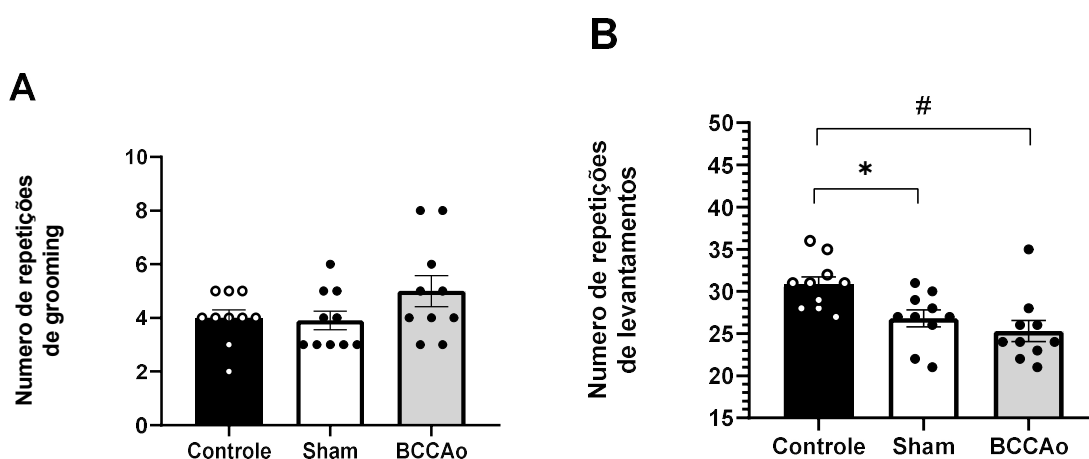 A
Numero de repetições
de grooming
10
8
6
4
2
0
Controle
Sham
BCCAo
B
Numero de repetições
de levantamentos
50
45
40
35
30
25
20
15
#
*
Controle
Sham
BCCAo